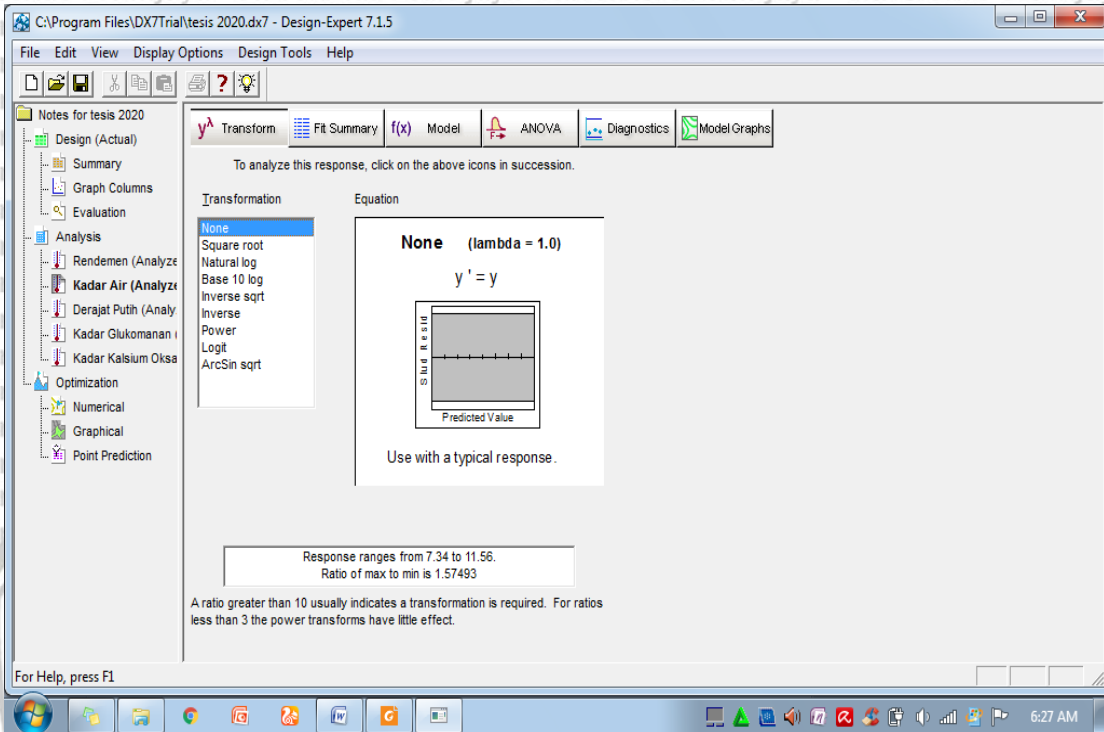 C:\Program Files\DX7Trial\tesis 2020.dx7 - Design-Expert 7.1.5
File Edit View Display Options Design Tools Help
Notes for tesis 2020
Design (Actual)
Summary
Graph Columns
Evaluation
Analysis
Rendemen (Analyze
Kadar Air (Analyze
Derajat Putih (Analy
Kadar Glukomanan (
Kadar Kalsium Oksa
Optimization
Numerical
Graphical
Point Prediction
yλ Transform Fit Summary f(x) Model ANOVA Diagnostics Model Graphs
To analyze this response, click on the above icons in succession.
Transformation Equation
None
Square root
Natural log
Base 10 log
Inverse sqrt
Inverse
Power
Logit
ArcSin sqrt
None (lambda = 1.0)
y ' = y
Stud Resid
Predicted Value
Use with a typical response.
Response ranges from 7.34 to 11.56.
Ratio of max to min is 1.57493
A ratio greater than 10 usually indicates a transformation is required. For ratios
less than 3 the power transforms have little effect.
For Help, press F1
6:27 AM